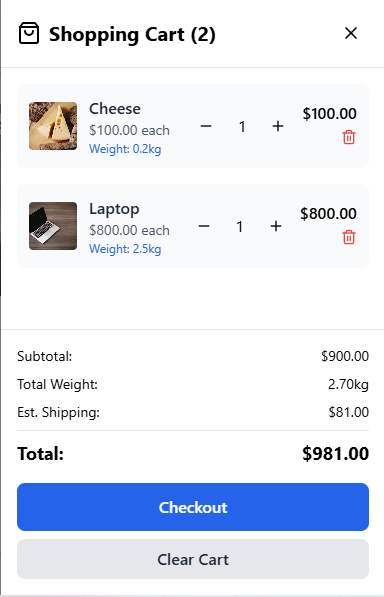 Shopping Cart (2)
Cheese
$100.00 each
Weight: 0.2kg
1
$100.00
Laptop
$800.00 each
Weight: 2.5kg
1
$800.00
Subtotal: $900.00
Total Weight: 2.70kg
Est. Shipping: $81.00
Total: $981.00
Checkout
Clear Cart